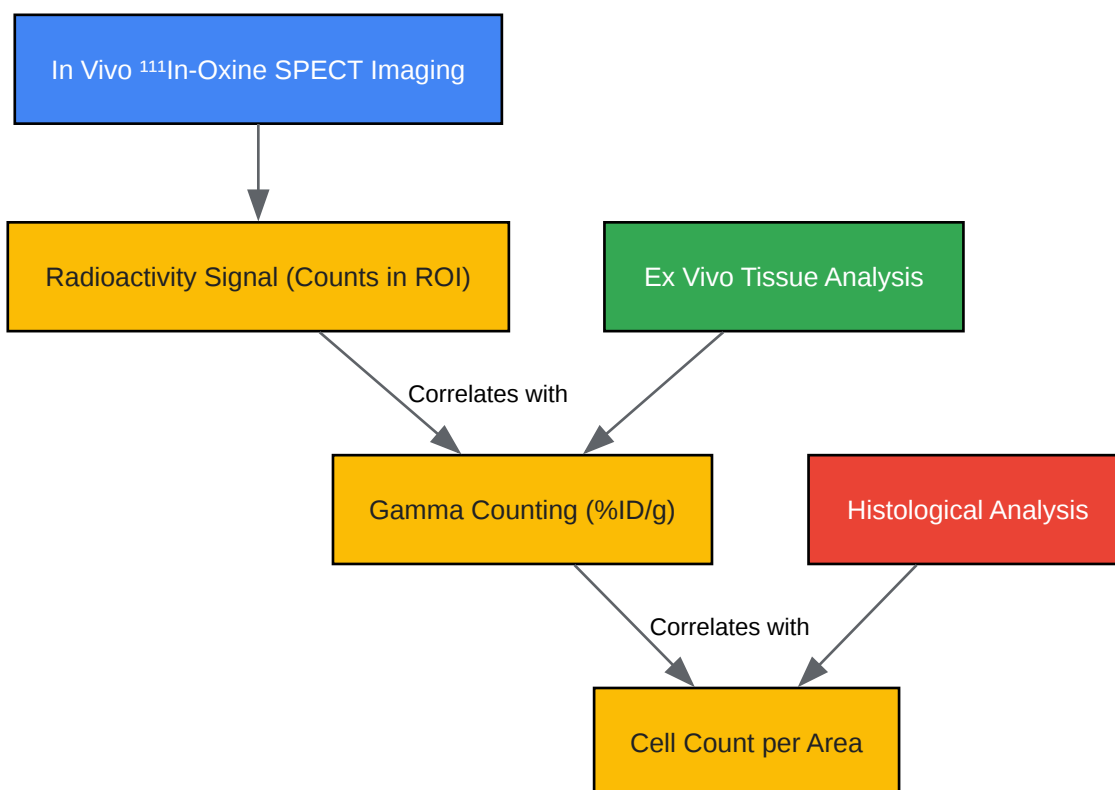 In Vivo ¹¹¹In-Oxine SPECT Imaging
Radioactivity Signal (Counts in ROI)
Ex Vivo Tissue Analysis
Correlates with
Gamma Counting (%ID/g)
Histological Analysis
Correlates with
Cell Count per Area